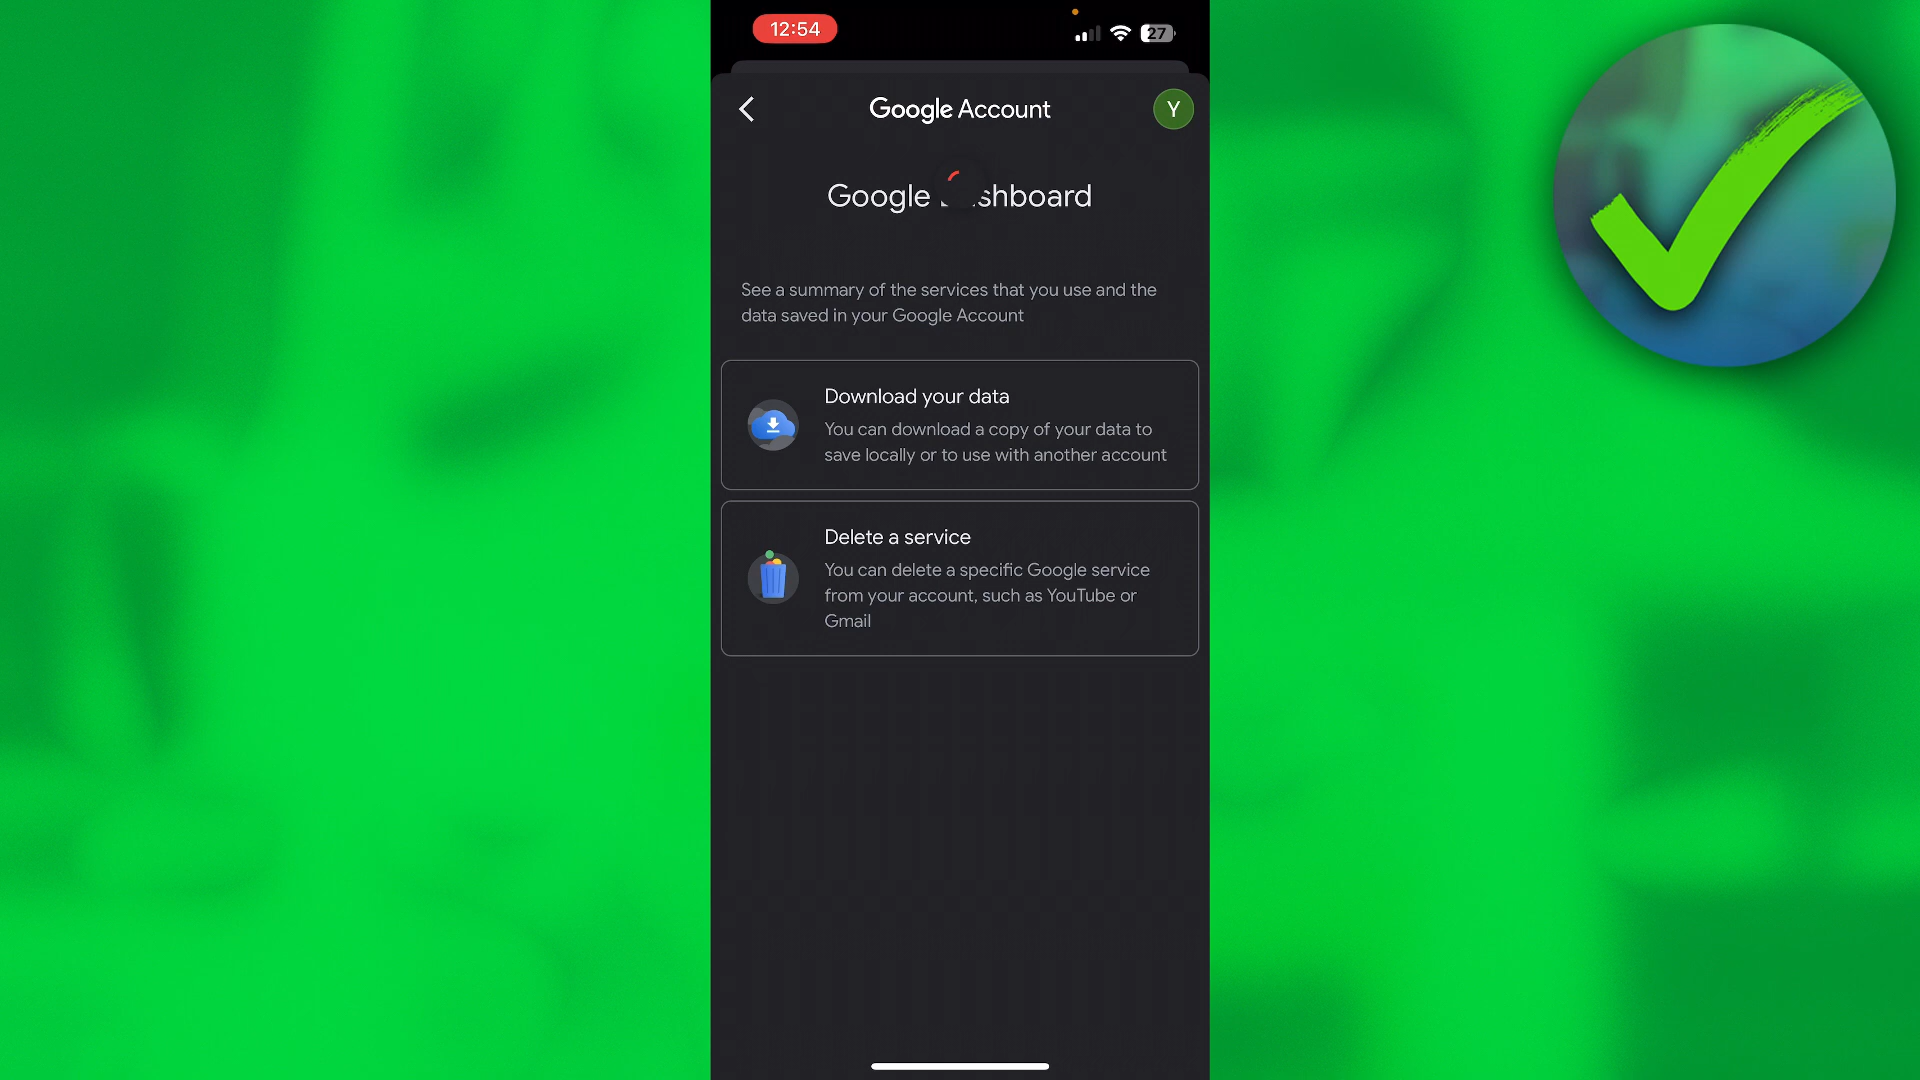 12:54
27
Google Account
Y
Google shboard
See a summary of the services that you use and the
data saved in your Google Account
Download your data
You can download a copy of your data to
save locally or to use with another account
Delete a service
You can delete a specific Google service
from your account, such as YouTube or
Gmail